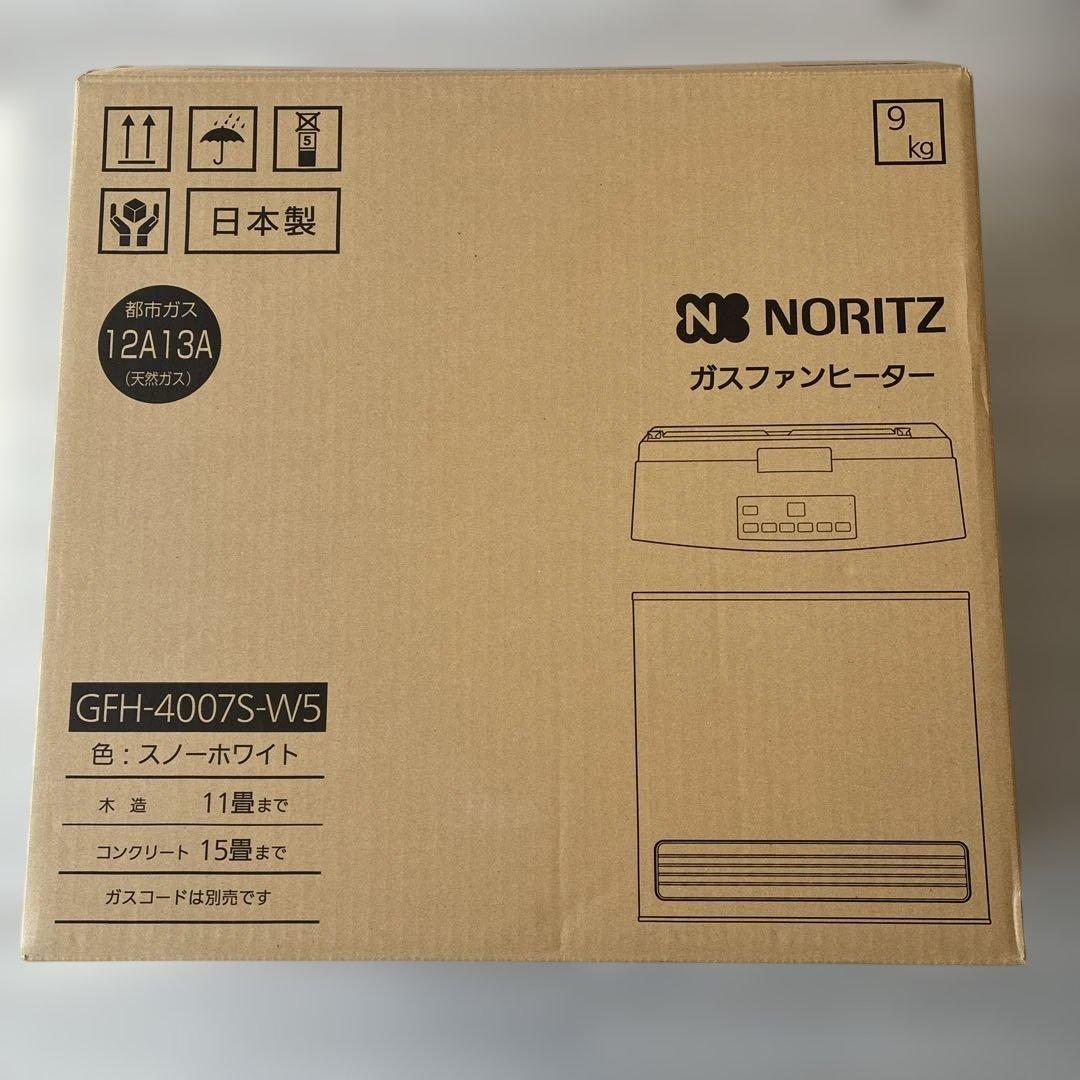 5
9
kg
日本製
都市ガス
12A13A
(天然ガス)
N NORITZ
ガスファンヒーター
GFH-4007S-W5
色:スノーホワイト
木造 11畳まで
コンクリート 15畳まで
ガスコードは別売です